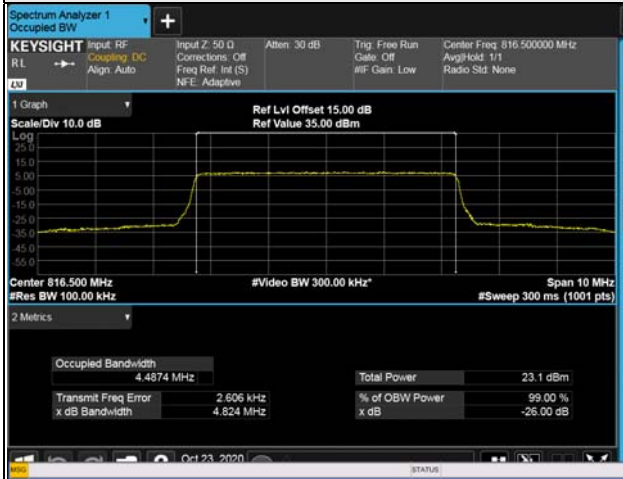 Spectrum Analyzer 1
Occupied BW
+
KEYSIGHT Input: RF Input Z: 50 Ω Atten: 30 dB Trig: Free Run Center Freq: 816.500000 MHz
RL Coupling: DC Corrections: Off Gate: Off Avg|Hold: 1/1
Align: Auto Freq Ref: Int (S) #IF Gain: Low Radio Std: None
LXI NFE: Adaptive
1 Graph Ref Lvl Offset 15.00 dB
Scale/Div 10.0 dB Ref Value 35.00 dBm
Log
25.0
15.0
5.00
-5.00
-15.0
-25.0
-35.0
-45.0
-55.0
Center 816.500 MHz #Video BW 300.00 kHz* Span 10 MHz
#Res BW 100.00 kHz #Sweep 300 ms (1001 pts)
2 Metrics
Occupied Bandwidth
4.4874 MHz Total Power 23.1 dBm
Transmit Freq Error 2.606 kHz % of OBW Power 99.00 %
x dB Bandwidth 4.824 MHz x dB -26.00 dB
Oct 23, 2020
MSG STATUS